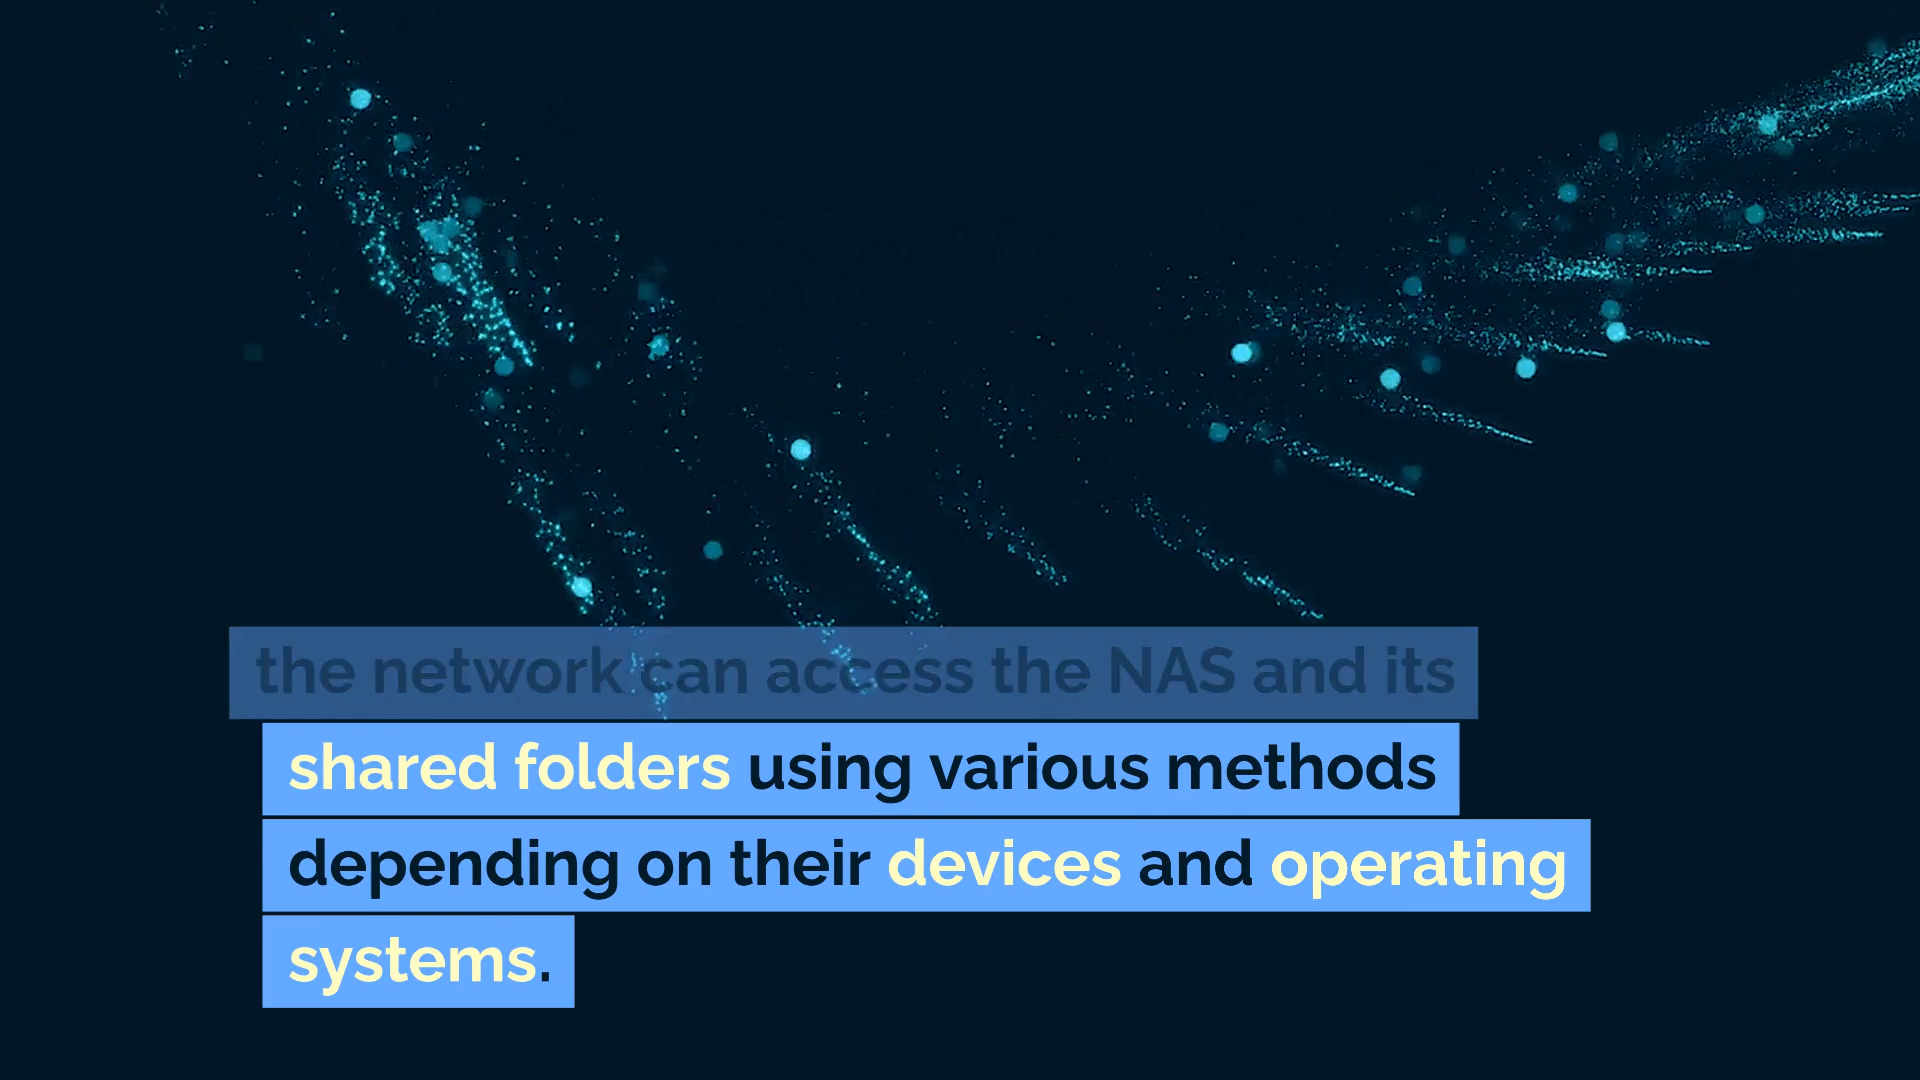 the network can access the NAS and its
shared folders using various methods
depending on their devices and operating
systems.